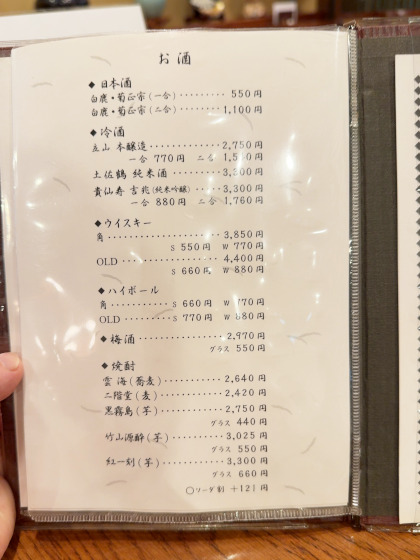 お酒
◆日本酒
白鹿・菊正宗(一合)········· 550円
白鹿・菊正宗(二合)········· 1,100円
◆冷酒
立山 本醸造··············· 2,750円
一合 770円 二合 1,510円
土佐鶴 純米酒············ 3,300円
貴仙寿 吉兆(純米吟醸)······· 3,300円
一合 880円 二合 1,760円
◆ウイスキー
角······················ 3,850円
S 550円 W 770円
OLD··················· 4,400円
S 660円 W 880円
◆ハイボール
角··········· S 660円 W 770円
OLD········· S 770円 W 880円
◆梅酒················· 2,970円
グラス 550円
◆焼酎
雲海(蕎麦)·············· 2,640円
二階堂(麦)·············· 2,420円
黒霧島(芋)·············· 2,750円
グラス 440円
竹山源酔(芋)············ 3,025円
グラス 550円
紅一刻(芋)·············· 3,300円
グラス 660円
○ソーダ割 +121円